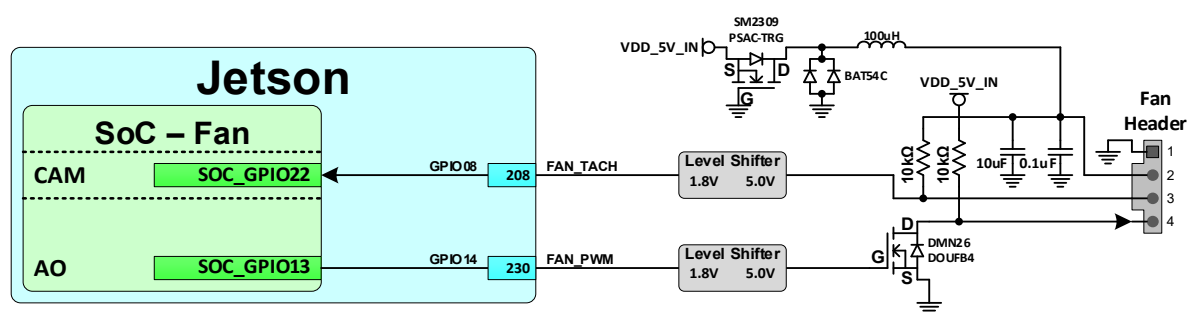 SM2309
PSAC-TRG
VDD_5V_IN
100uH
S
D
G
BAT54C
VDD_5V_IN
Jetson
Fan
Header
SoC – Fan
CAM
SOC_GPIO22
GPIO08
208
FAN_TACH
Level Shifter
1.8V 5.0V
10kΩ
10kΩ
10uF
0.1uF
1
2
3
4
AO
SOC_GPIO13
GPIO14
230
FAN_PWM
Level Shifter
1.8V 5.0V
D
G
S
DMN26
DOUFB4